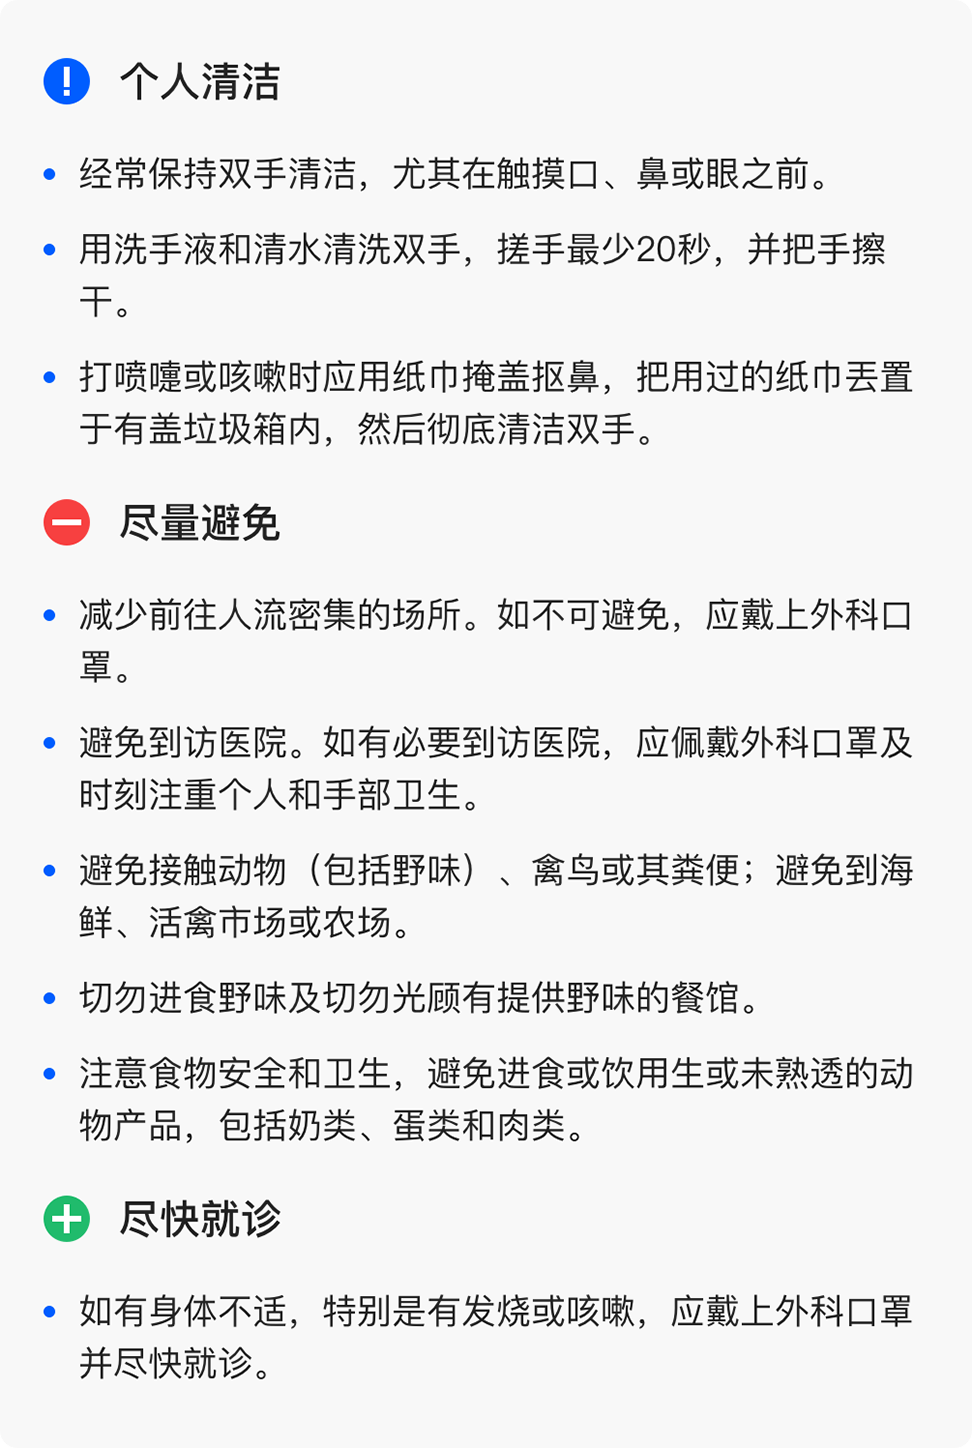 个人清洁
经常保持双手清洁，尤其在触摸口、鼻或眼之前。
用洗手液和清水清洗双手，搓手最少20秒，并把手擦
干。
打喷嚏或咳嗽时应用纸巾掩盖抠鼻，把用过的纸巾丢置
于有盖垃圾箱内，然后彻底清洁双手。
尽量避免
减少前往人流密集的场所。如不可避免，应戴上外科口
罩。
避免到访医院。如有必要到访医院，应佩戴外科口罩及
时刻注重个人和手部卫生。
避免接触动物（包括野味）、禽鸟或其粪便；避免到海
鲜、活禽市场或农场。
切勿进食野味及切勿光顾有提供野味的餐馆。
注意食物安全和卫生，避免进食或饮用生或未熟透的动
物产品，包括奶类、蛋类和肉类。
尽快就诊
如有身体不适，特别是有发烧或咳嗽，应戴上外科口罩
并尽快就诊。